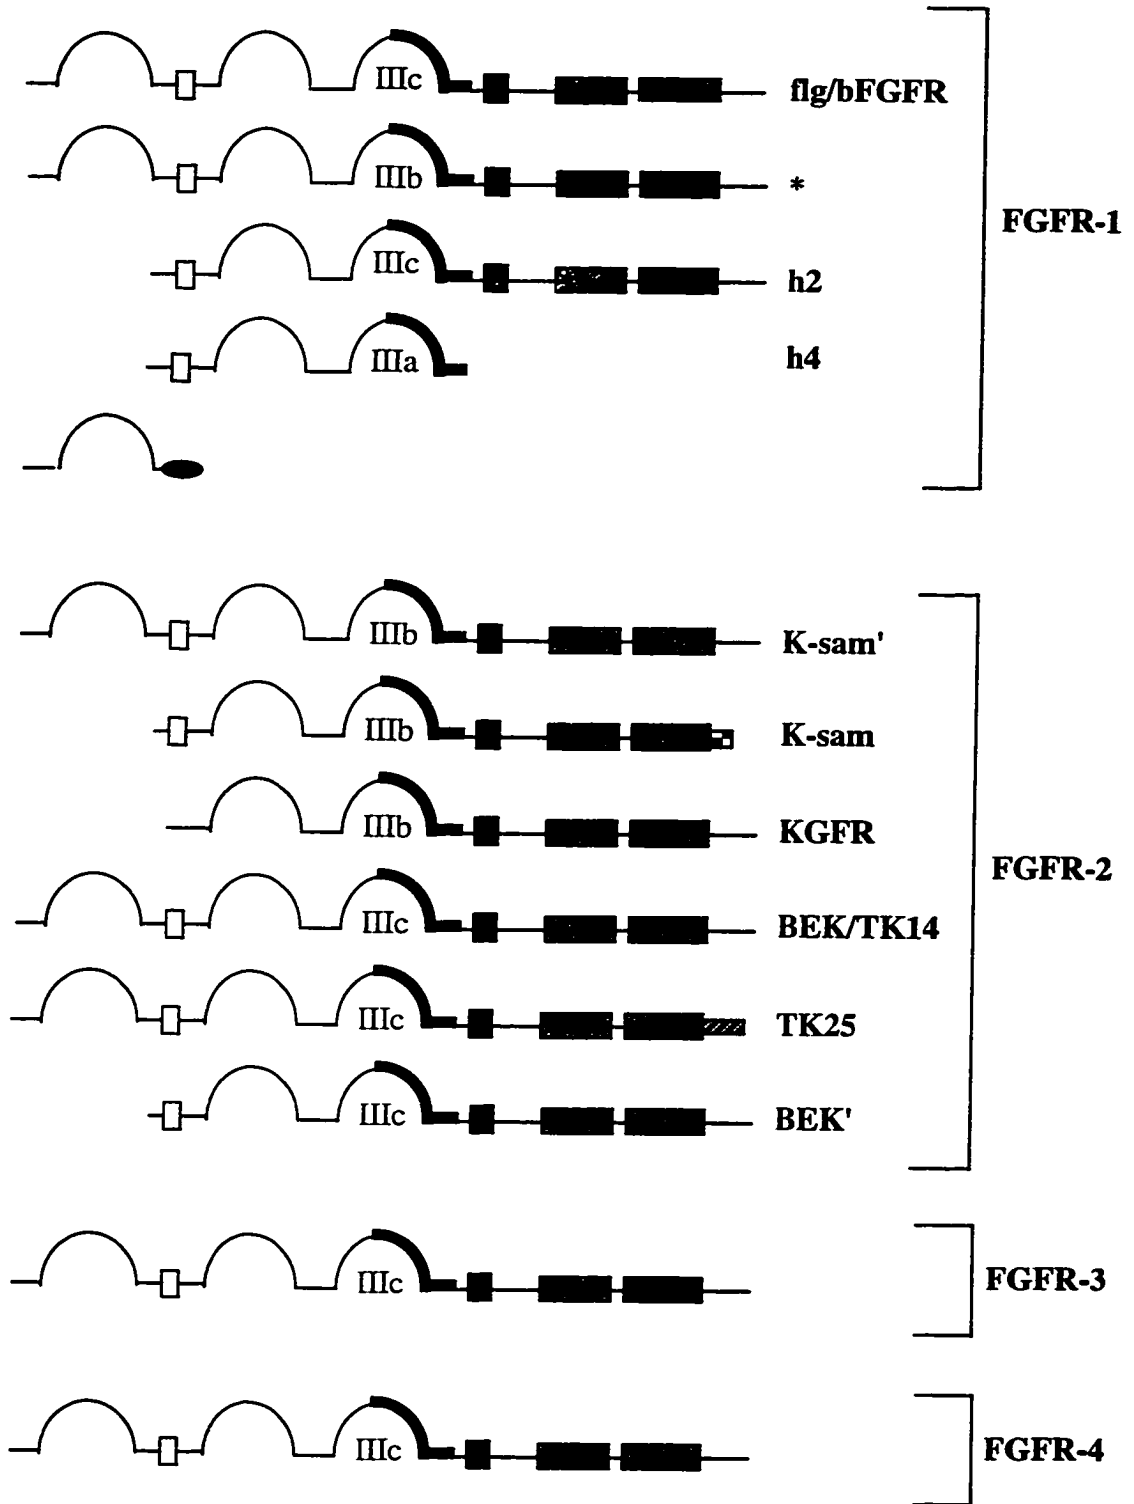 IIIc flg/bFGFR
IIIb *
FGFR-1
IIIc h2
IIIa h4
IIIb K-sam'
IIIb K-sam
IIIb KGFR
FGFR-2
IIIc BEK/TK14
IIIc TK25
IIIc BEK'
IIIc FGFR-3
IIIc FGFR-4